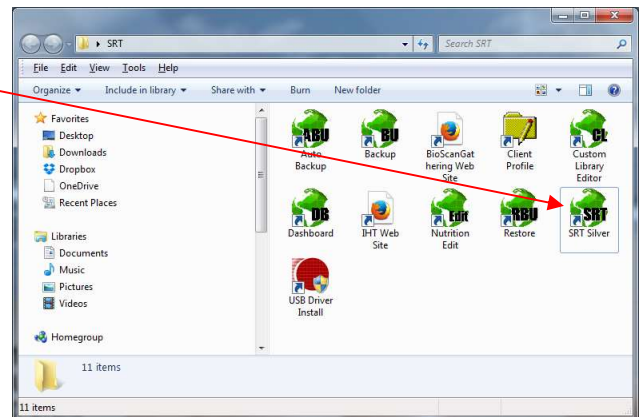 SRT
Search SRT
File Edit View Tools Help
Organize Include in library Share with Burn New folder
Favorites
Desktop
Downloads
Dropbox
OneDrive
Recent Places
Libraries
Documents
Music
Pictures
Videos
Homegroup
ABU BU CL
Auto
Backup
Backup
BioScanGat
hering Web
Site
Client
Profile
Custom
Library
Editor
DB Edit RBU SRT
Dashboard
IHT Web
Site
Nutrition
Edit
Restore
SRT Silver
USB Driver
Install
11 items
11 items